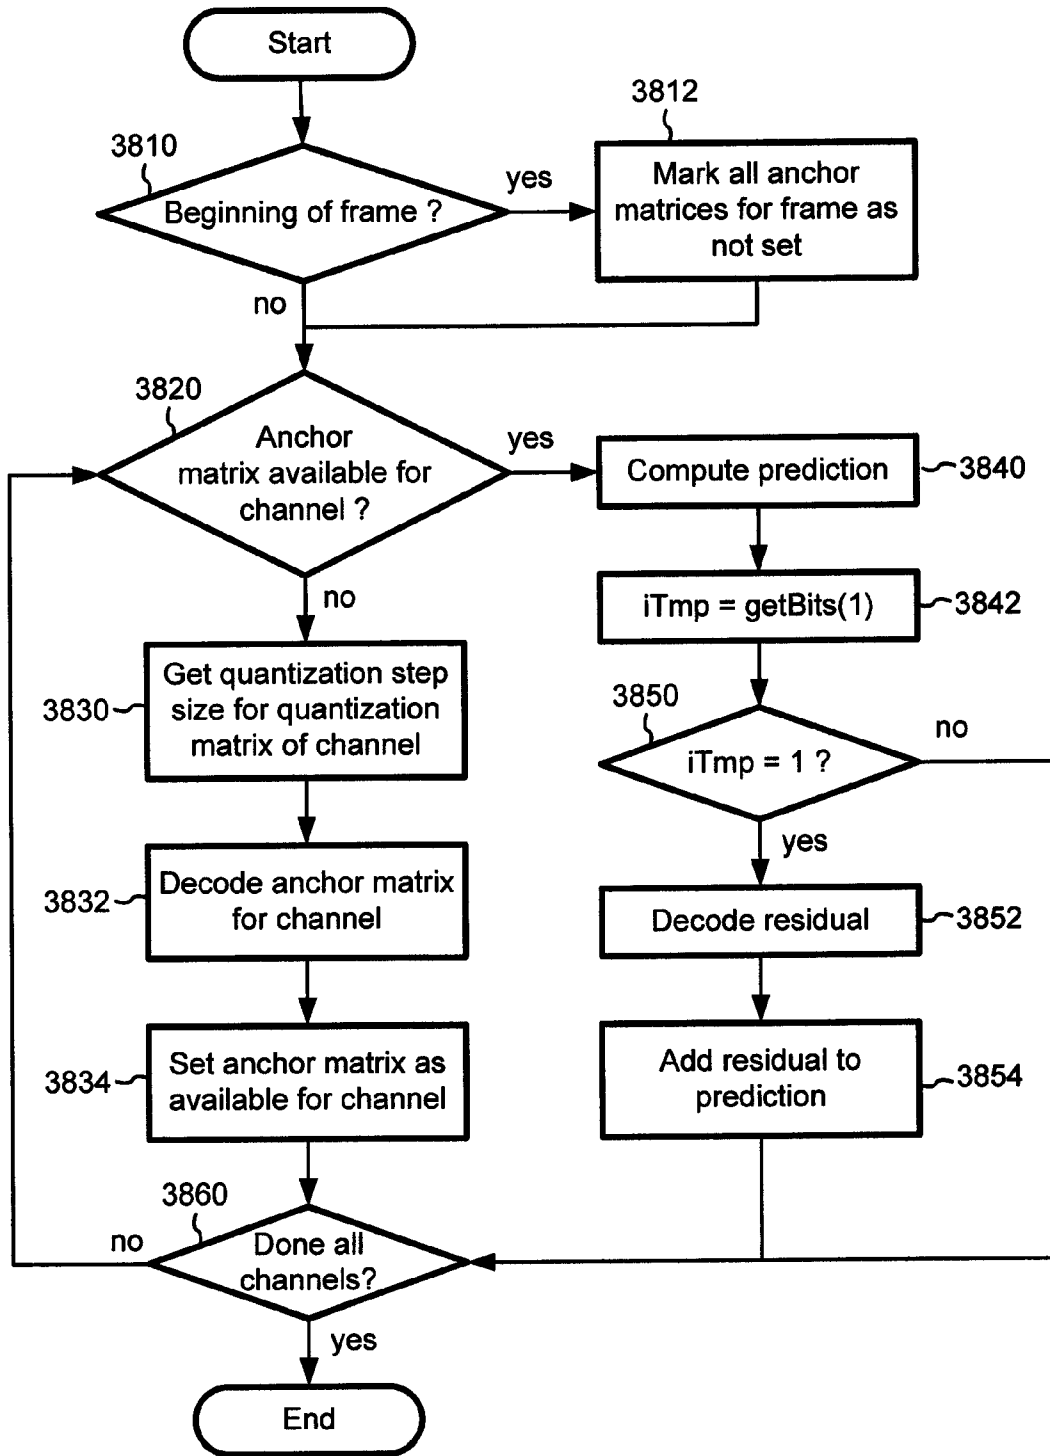 Start
3810
3812
Beginning of frame ?
yes
Mark all anchor
matrices for frame as
not set
no
3820
Anchor
matrix available for
channel ?
yes
Compute prediction
3840
no
iTmp = getBits(1)
3842
3830
Get quantization step
size for quantization
matrix of channel
3850
iTmp = 1 ?
no
yes
3832
Decode anchor matrix
for channel
Decode residual
3852
3834
Set anchor matrix as
available for channel
Add residual to
prediction
3854
3860
no
Done all
channels?
yes
End